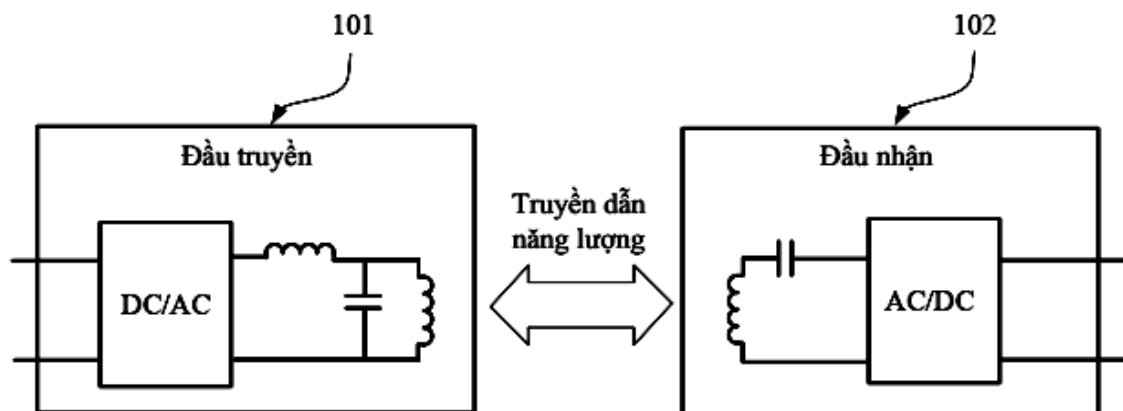 101
102
Đầu truyền
Đầu nhận
Truyền dẫn
năng lượng
DC/AC
AC/DC